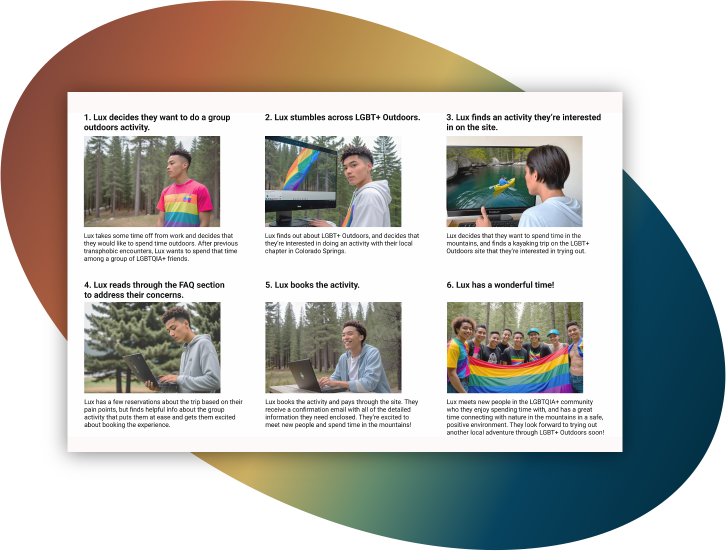 1. Lux decides they want to do a group
outdoors activity.
Lux takes some time off from work and decides that
they would like to spend time outdoors. After previous
transphobic encounters, Lux wants to spend that time
among a group of LGBTQIA+ friends.
2. Lux stumbles across LGBT+ Outdoors.
Lux finds out about LGBT+ Outdoors, and decides that
they're interested in doing an activity with their local
chapter in Colorado Springs.
3. Lux finds an activity they're interested
in on the site.
Lux decides that they want to spend time in the
mountains, and finds a kayaking trip on the LGBT+
Outdoors site that they're interested in trying out.
4. Lux reads through the FAQ section
to address their concerns.
Lux has a few reservations about the trip based on their
pain points, but finds helpful info about the group
activity that puts them at ease and gets them excited
about booking the experience.
5. Lux books the activity.
Lux books the activity and pays through the site. They
receive a confirmation email with all of the detailed
information they need enclosed. They're excited to
meet new people and spend time in the mountains!
6. Lux has a wonderful time!
Lux meets new people in the LGBTQIA+ community
who they enjoy spending time with, and has a great
time connecting with nature in the mountains in a safe,
positive environment. They look forward to trying out
another local adventure through LGBT+ Outdoors soon!